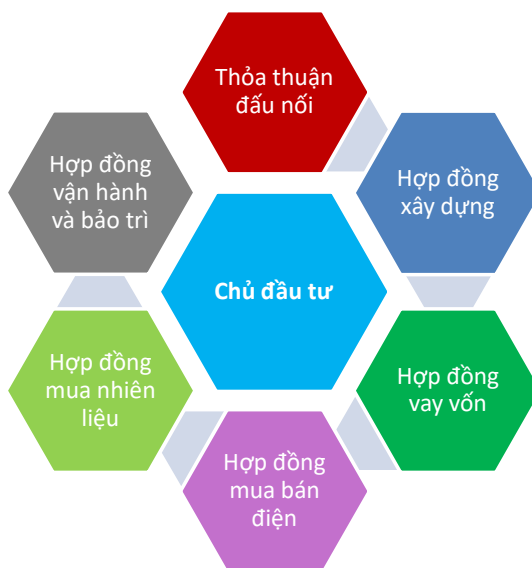 Thỏa thuận
đấu nối
Hợp đồng
xây dựng
Hợp đồng
vay vốn
Hợp đồng
mua bán
điện
Hợp đồng
mua nhiên
liệu
Hợp đồng
vận hành
và bảo trì
Chủ đầu tư